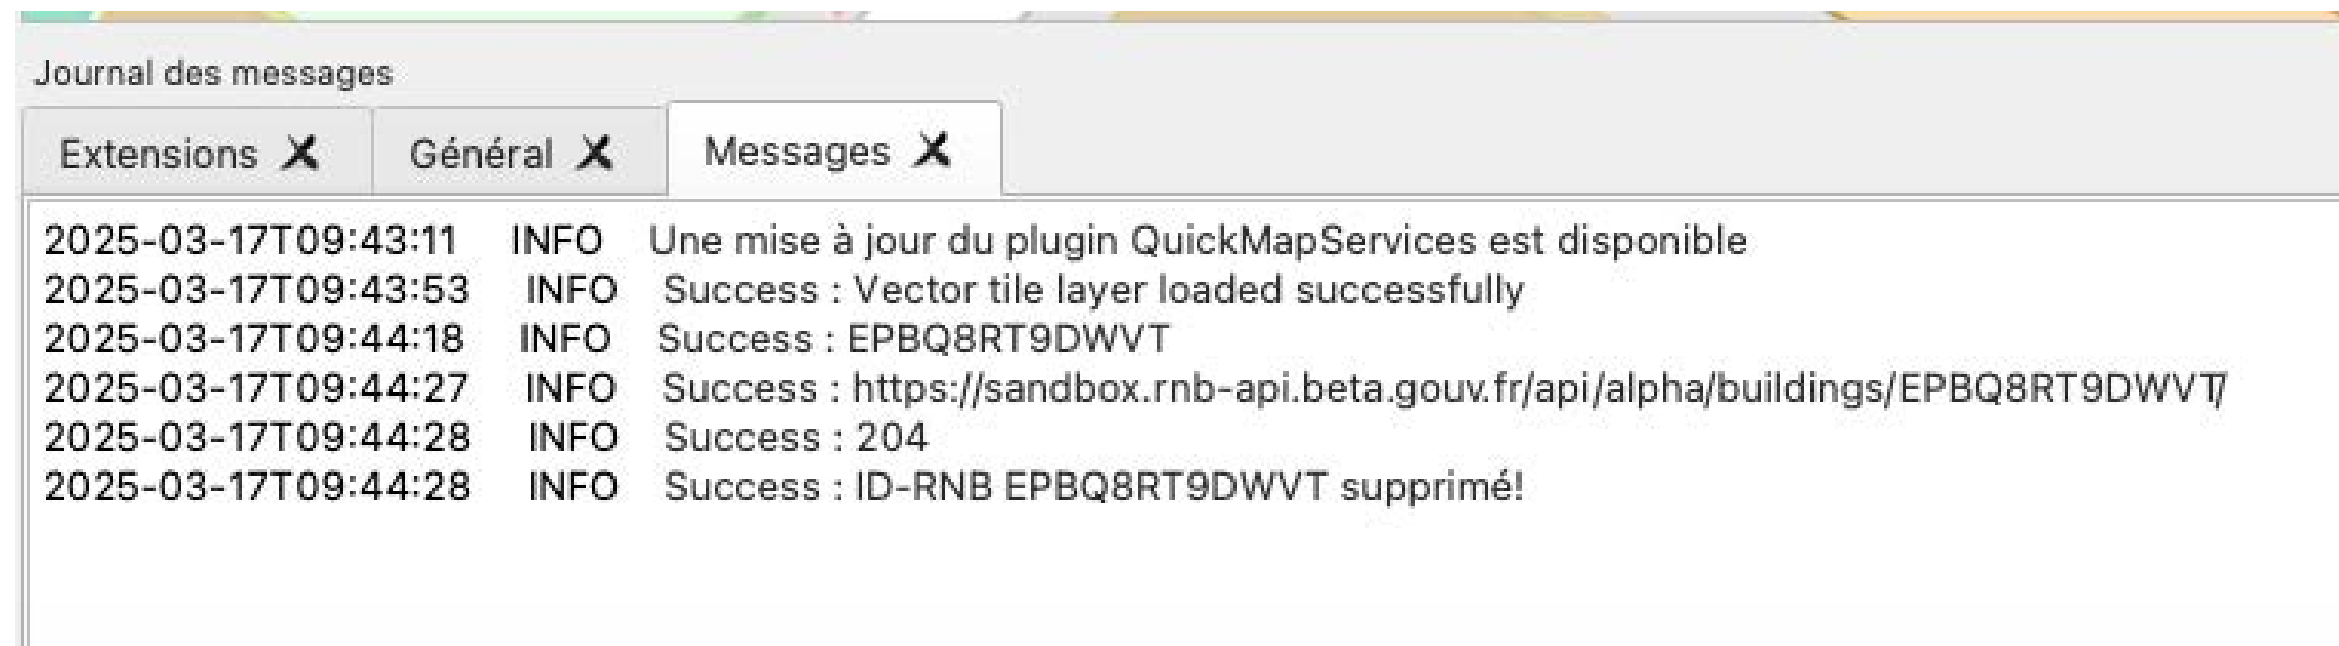 Journal des messages
Extensions Général Messages
2025-03-17T09:43:11 INFO Une mise à jour du plugin QuickMapServices est disponible
2025-03-17T09:43:53 INFO Success : Vector tile layer loaded successfully
2025-03-17T09:44:18 INFO Success : EPBQ8RT9DWVT
2025-03-17T09:44:27 INFO Success : https://sandbox.rnb-api.beta.gouv.fr/api/alpha/buildings/EPBQ8RT9DWVT/
2025-03-17T09:44:28 INFO Success : 204
2025-03-17T09:44:28 INFO Success : ID-RNB EPBQ8RT9DWVT supprimé!